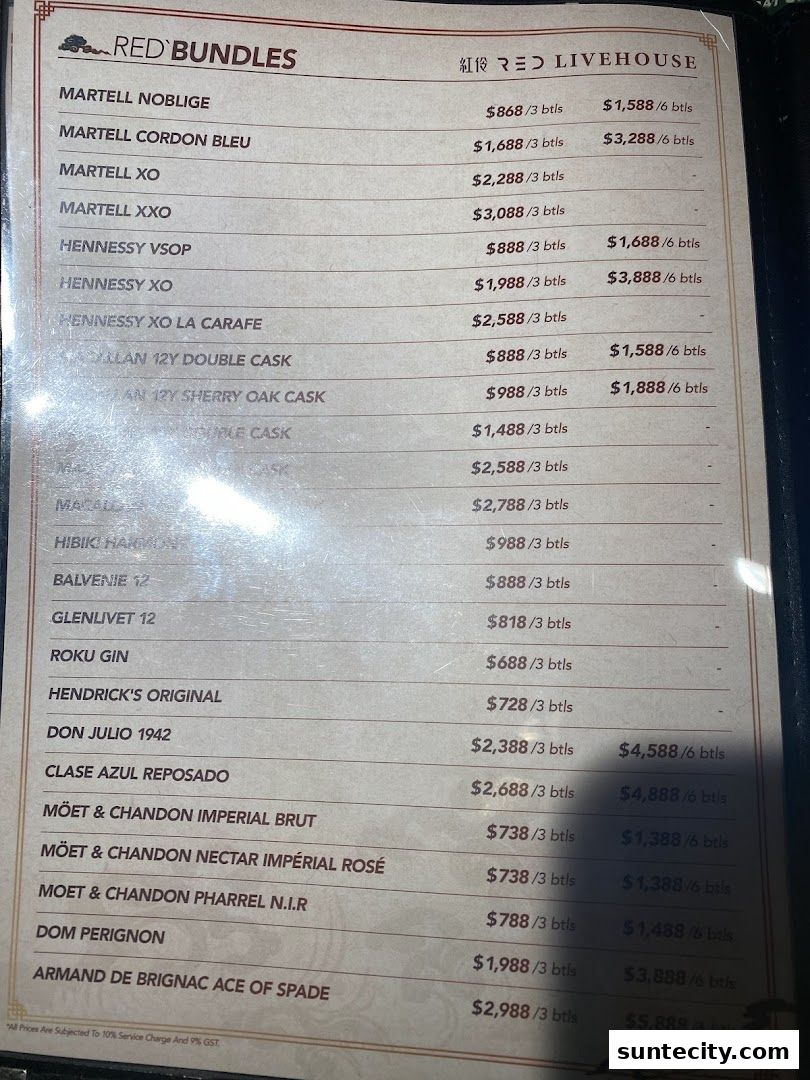 RED`BUNDLES
紅伶 RED LIVEHOUSE
MARTELL NOBLIGE $868/3 btls $1,588/6 btls
MARTELL CORDON BLEU $1,688/3 btls $3,288/6 btls
MARTELL XO $2,288/3 btls -
MARTELL XXO $3,088/3 btls -
HENNESSY VSOP $888/3 btls $1,688/6 btls
HENNESSY XO $1,988/3 btls $3,888/6 btls
HENNESSY XO LA CARAFE $2,588/3 btls -
12Y DOUBLE CASK $888/3 btls $1,588/6 btls
12Y SHERRY OAK CASK $988/3 btls $1,888/6 btls
DOUBLE CASK $1,488/3 btls -
CASK $2,588/3 btls -
$2,788/3 btls -
HIBIKI HARMONY $988/3 btls -
BALVENIE 12 $888/3 btls -
GLENLIVET 12 $818/3 btls -
ROKU GIN $688/3 btls -
HENDRICK'S ORIGINAL $728/3 btls -
DON JULIO 1942 $2,388/3 btls $4,588/6 btls
CLASE AZUL REPOSADO $2,688/3 btls $4,888/6 btls
MÖET & CHANDON IMPERIAL BRUT $738/3 btls $1,388/6 btls
MÖET & CHANDON NECTAR IMPÉRIAL ROSÉ $738/3 btls $1,388/6 btls
MOET & CHANDON PHARREL N.I.R $788/3 btls $1,488/6 btls
DOM PERIGNON $1,988/3 btls $3,888/6 btls
ARMAND DE BRIGNAC ACE OF SPADE $2,988/3 btls $5,888
*All Prices Are Subjected To 10% Service Charge And 9% GST.
suntecity.com